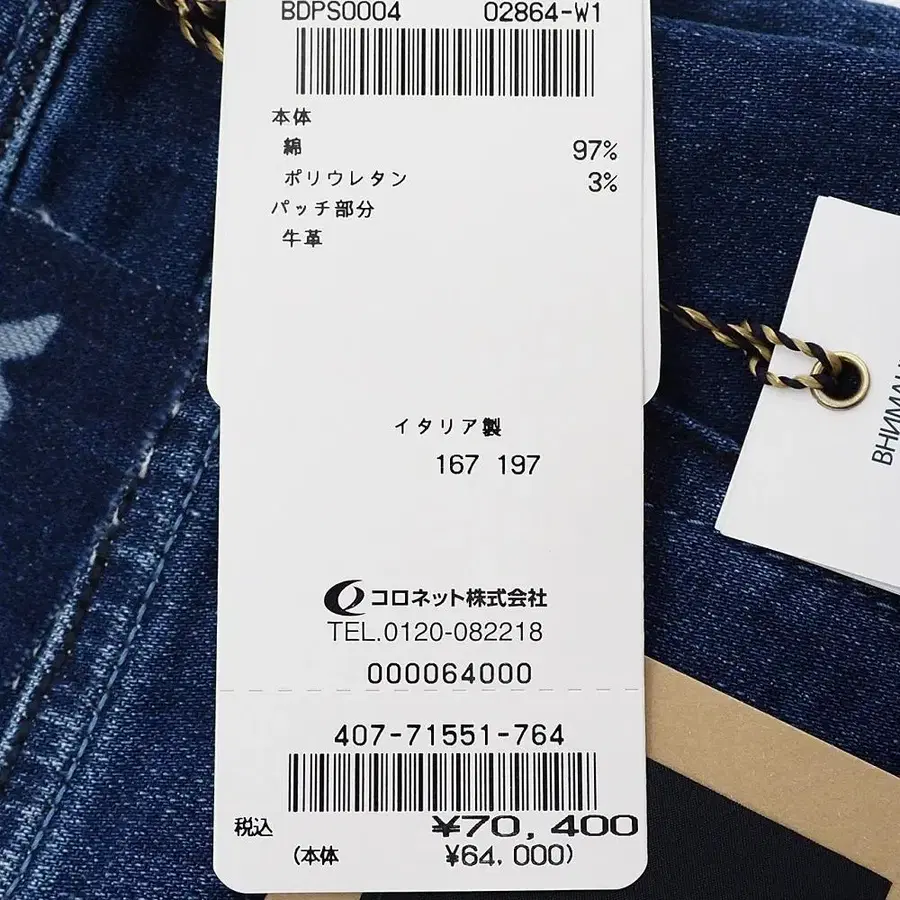 BDPS0004 02864-W1
本体
綿 97%
ポリウレタン 3%
パッチ部分
牛革
イタリア製
167 197
コロネット株式会社
TEL.0120-082218
000064000
407-71551-764
税込 ¥70,400
(本体 ¥64,000)